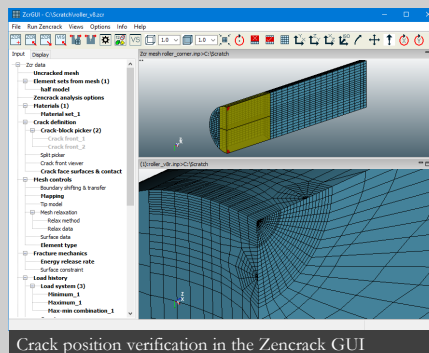 ZcrGUI - C:\Scratch\roller_v8.zcr
File Run Zencrack Views Options Info Help
1.0 1.0
Input Display
Zcr data
Uncracked mesh
Element sets from mesh (1)
half model
Zencrack analysis options
Materials (1)
Material set_1
Crack definition
Crack-block picker (2)
Crack front_1
Crack front_2
Split picker
Crack front viewer
Crack face surfaces & contact
Mesh controls
Boundary shifting & transfer
Mapping
Tip model
Mesh relaxation
Relax method
Relax data
Surface data
Element type
Fracture mechanics
Energy release rate
Surface constraint
Load history
Load system (3)
Minimum_1
Maximum_1
Max-min combination_1
Zcr mesh roller_corner.inp>C:\Scratch
(1):roller_v8r.inp>C:\Scratch
Crack position verification in the Zencrack GUI